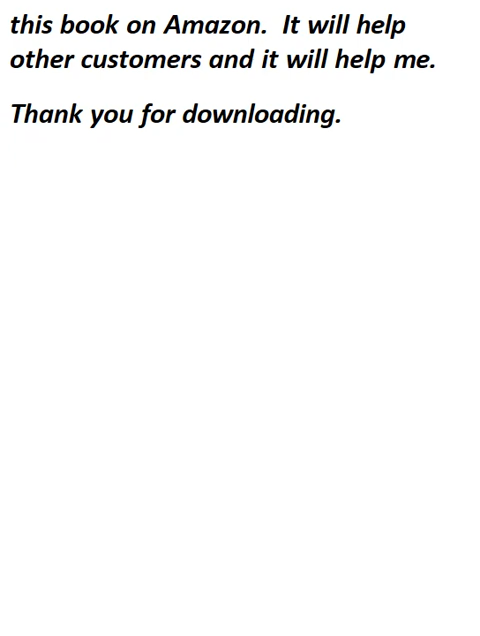 this book on Amazon.  It will help
other customers and it will help me.
Thank you for downloading.